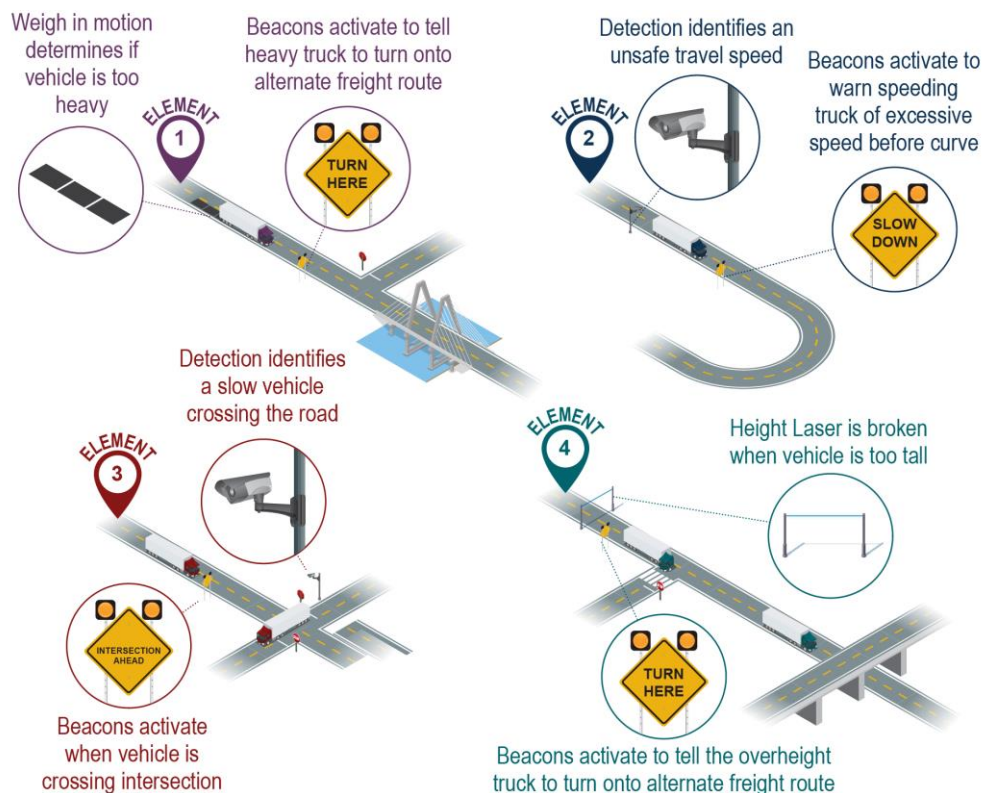 Weigh in motion
determines if
vehicle is too
heavy
ELEMENT
1
Beacons activate to tell
heavy truck to turn onto
alternate freight route
TURN
HERE
Detection identifies an
unsafe travel speed
ELEMENT
2
Beacons activate to
warn speeding
truck of excessive
speed before curve
SLOW
DOWN
Detection identifies
a slow vehicle
crossing the road
ELEMENT
3
INTERSECTION
AHEAD
Beacons activate
when vehicle is
crossing intersection
ELEMENT
4
Height Laser is broken
when vehicle is too tall
TURN
HERE
Beacons activate to tell the overheight
truck to turn onto alternate freight route